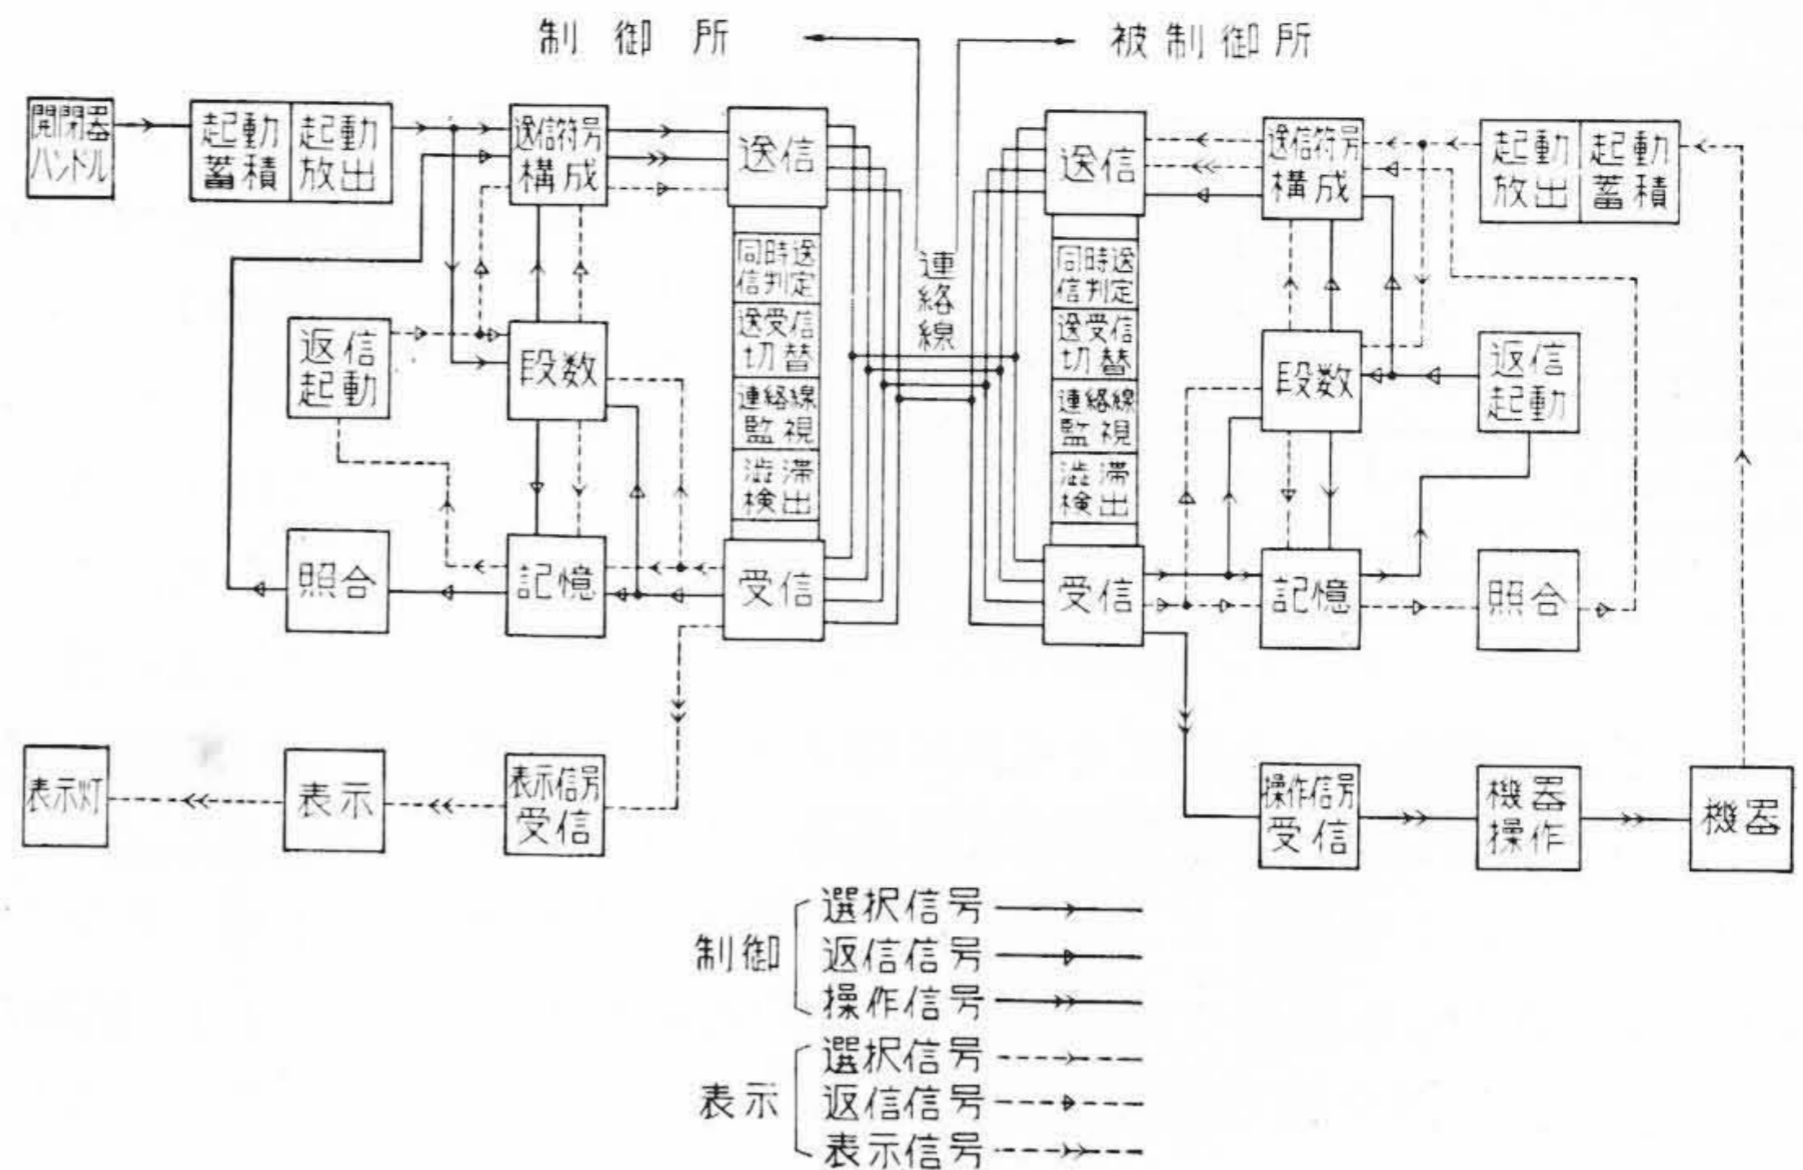 制御所
被制御所
開閉器
ハンドル
起動
蓄積
起動
放出
送信符号
構成
送信
送信
送信符号
構成
起動
放出
起動
蓄積
同時送
信判定
送受信
切替
連絡線
監視
渋滞
検出
連絡線
同時送
信判定
送受信
切替
連絡線
監視
渋滞
検出
返信
起動
段数
段数
返信
起動
照合
記憶
受信
受信
記憶
照合
表示灯
表示
表示信号
受信
操作信号
受信
機器
操作
機器
制御
選択信号
返信信号
操作信号
表示
選択信号
返信信号
表示信号